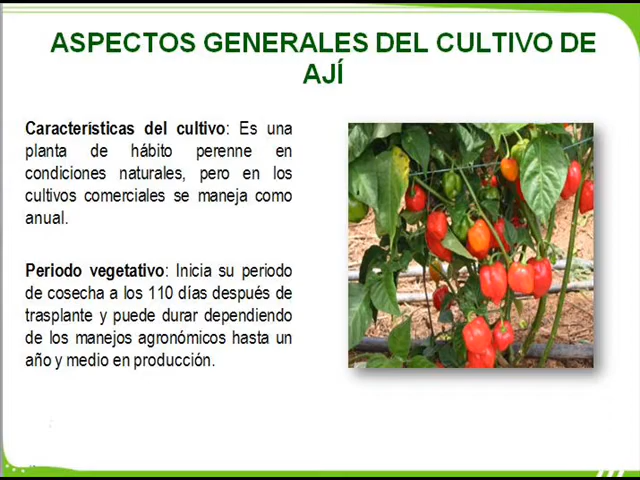 ASPECTOS GENERALES DEL CULTIVO DE
AJÍ
Características del cultivo: Es una
planta de hábito perenne en
condiciones naturales, pero en los
cultivos comerciales se maneja como
anual.
Periodo vegetativo: Inicia su periodo
de cosecha a los 110 días después de
trasplante y puede durar dependiendo
de los manejos agronómicos hasta un
año y medio en producción.